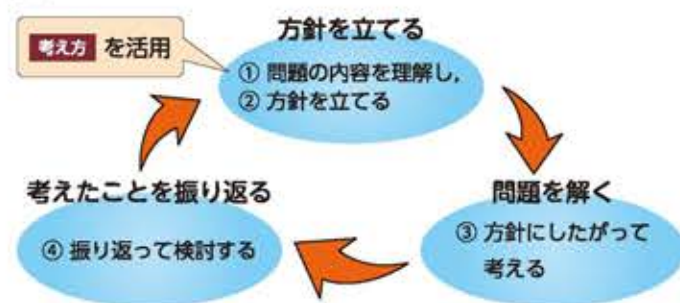 方針を立てる
考え方 を活用
① 問題の内容を理解し，
② 方針を立てる
問題を解く
③ 方針にしたがって
考える
考えたことを振り返る
④ 振り返って検討する